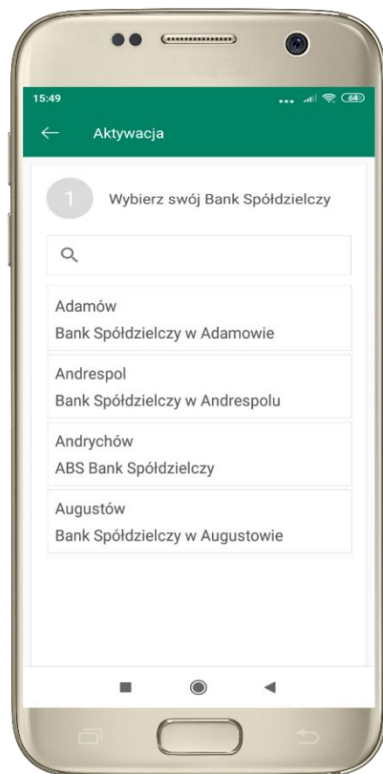 15:49
64
Aktywacja
1
Wybierz swój Bank Spółdzielczy
Adamów
Bank Spółdzielczy w Adamowie
Andrespol
Bank Spółdzielczy w Andrespolu
Andrychów
ABS Bank Spółdzielczy
Augustów
Bank Spółdzielczy w Augustowie